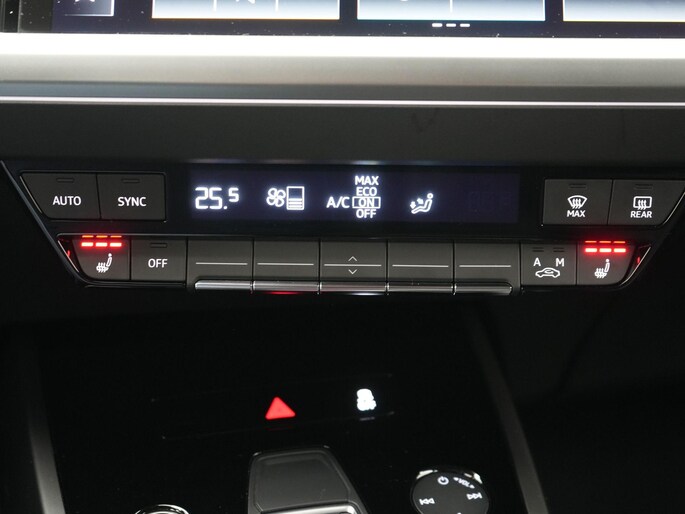 AUTO
SYNC
25.5
A/C
MAX
ECO
ON
OFF
MAX
REAR
OFF
A M